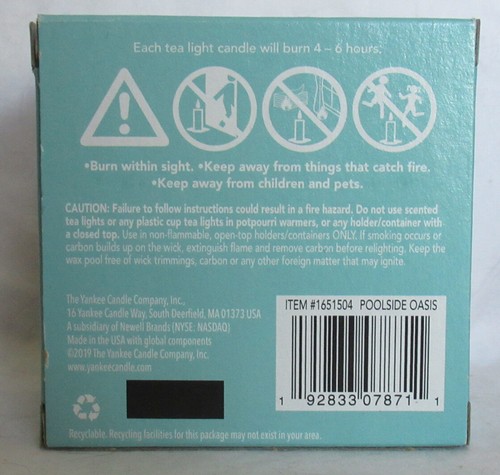 Each tea light candle will burn 4 – 6 hours.
•Burn within sight. •Keep away from things that catch fire.
•Keep away from children and pets.
CAUTION: Failure to follow instructions could result in a fire hazard. Do not use scented
tea lights or any plastic cup tea lights in potpourri warmers, or any holder/container with
a closed top. Use in non-flammable, open-top holders/containers ONLY. If smoking occurs or
carbon builds up on the wick, extinguish flame and remove carbon before relighting. Keep the
wax pool free of wick trimmings, carbon or any other foreign matter that may ignite.
The Yankee Candle Company, Inc.,
16 Yankee Candle Way, South Deerfield, MA 01373 USA
A subsidiary of Newell Brands (NYSE: NASDAQ)
Made in the USA with global components
©2019 The Yankee Candle Company, Inc.
www.yankeecandle.com
ITEM #1651504 POOLSIDE OASIS
1 92833 07871 1
Recyclable. Recycling facilities for this package may not exist in your area.